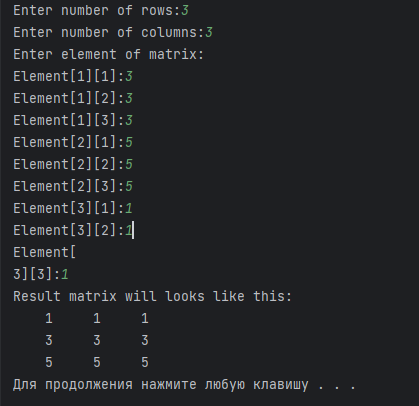 Enter number of rows:3
Enter number of columns:3
Enter element of matrix:
Element[1][1]:3
Element[1][2]:3
Element[1][3]:3
Element[2][1]:5
Element[2][2]:5
Element[2][3]:5
Element[3][1]:1
Element[3][2]:1
Element[
3][3]:1
Result matrix will looks like this:
    1     1     1
    3     3     3
    5     5     5
Для продолжения нажмите любую клавишу . . .